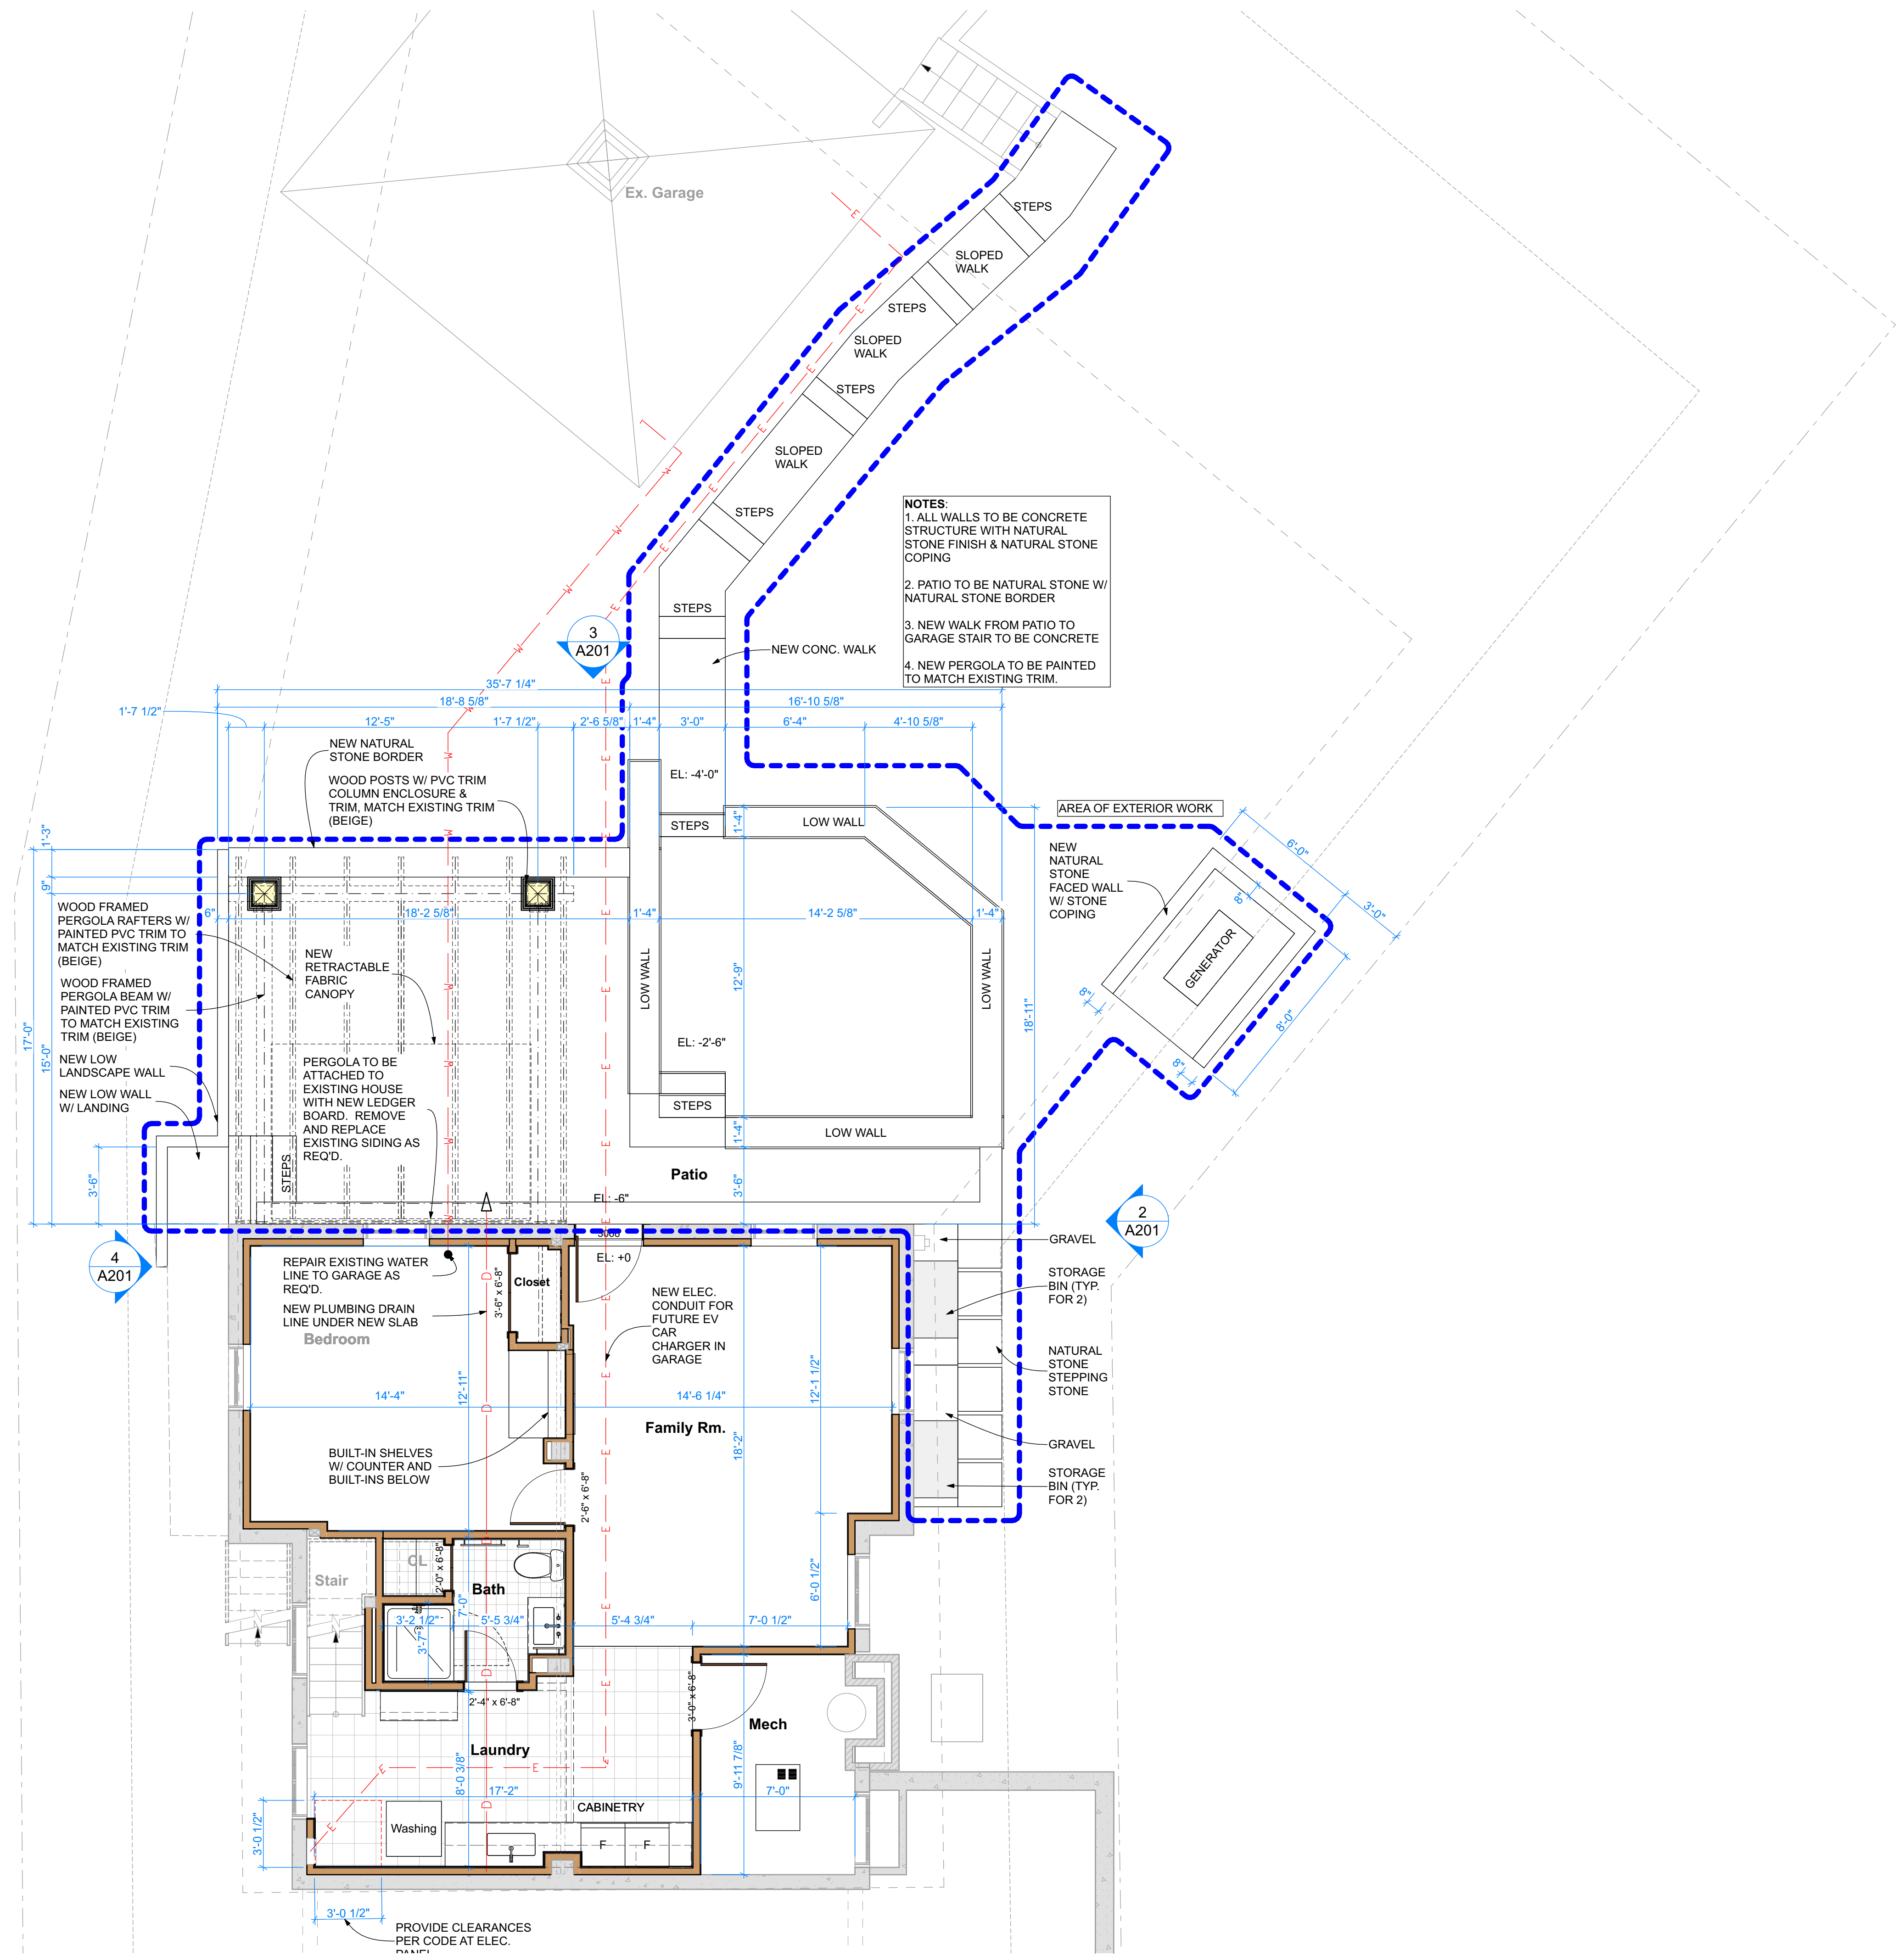 Ex. Garage
STEPS
SLOPED
WALK
STEPS
SLOPED
WALK
STEPS
SLOPED
WALK
STEPS
NOTES:
1. ALL WALLS TO BE CONCRETE
STRUCTURE WITH NATURAL
STONE FINISH & NATURAL STONE
COPING
2. PATIO TO BE NATURAL STONE W/
NATURAL STONE BORDER
3. NEW WALK FROM PATIO TO
GARAGE STAIR TO BE CONCRETE
4. NEW PERGOLA TO BE PAINTED
TO MATCH EXISTING TRIM.
STEPS
3
A201
NEW CONC. WALK
35'-7 1/4"
18'-8 5/8"
16'-10 5/8"
1'-7 1/2"
12'-5"
1'-7 1/2"
2'-6 5/8"
1'-4"
3'-0"
6'-4"
4'-10 5/8"
NEW NATURAL
STONE BORDER
WOOD POSTS W/ PVC TRIM
COLUMN ENCLOSURE &
TRIM, MATCH EXISTING TRIM
(BEIGE)
EL: -4'-0"
STEPS
1'-4"
LOW WALL
AREA OF EXTERIOR WORK
1'-3"
9"
17'-0"
15'-0"
NEW
NATURAL
STONE
FACED WALL
W/ STONE
COPING
6'-0"
3'-0"
8"
GENERATOR
8"
8'-0"
8"
WOOD FRAMED
PERGOLA RAFTERS W/
PAINTED PVC TRIM TO
MATCH EXISTING TRIM
(BEIGE)
6"
18'-2 5/8"
1'-4"
14'-2 5/8"
1'-4"
NEW
RETRACTABLE
FABRIC
CANOPY
LOW WALL
12'-9"
LOW WALL
18'-11"
WOOD FRAMED
PERGOLA BEAM W/
PAINTED PVC TRIM
TO MATCH EXISTING
TRIM (BEIGE)
EL: -2'-6"
NEW LOW
LANDSCAPE WALL
NEW LOW WALL
W/ LANDING
PERGOLA TO BE
ATTACHED TO
EXISTING HOUSE
WITH NEW LEDGER
BOARD. REMOVE
AND REPLACE
EXISTING SIDING AS
REQ'D.
STEPS
1'-4"
LOW WALL
3'-6"
STEPS
Patio
3'-6"
EL: -6"
2
A201
4
A201
EL: +0
GRAVEL
REPAIR EXISTING WATER
LINE TO GARAGE AS
REQ'D.
3'-6" x 6'-8"
Closet
STORAGE
BIN (TYP.
FOR 2)
NEW PLUMBING DRAIN
LINE UNDER NEW SLAB
NEW ELEC.
CONDUIT FOR
FUTURE EV
CAR
CHARGER IN
GARAGE
Bedroom
NATURAL
STONE
STEPPING
STONE
14'-4"
12'-11"
14'-6 1/4"
12'-1 1/2"
Family Rm.
18'-2"
GRAVEL
BUILT-IN SHELVES
W/ COUNTER AND
BUILT-INS BELOW
2'-6" x 6'-8"
STORAGE
BIN (TYP.
FOR 2)
CL
2'-0" x 6'-8"
Stair
Bath
7'-0"
6'-0 1/2"
3'-2 1/2"
5'-5 3/4"
5'-4 3/4"
7'-0 1/2"
3'-7"
2'-4" x 6'-8"
3'-0" x 6'-8"
Mech
Laundry
8'-0 3/8"
9'-11 7/8"
17'-2"
7'-0"
CABINETRY
Washing
F
F
3'-0 1/2"
3'-0 1/2"
PROVIDE CLEARANCES
PER CODE AT ELEC.